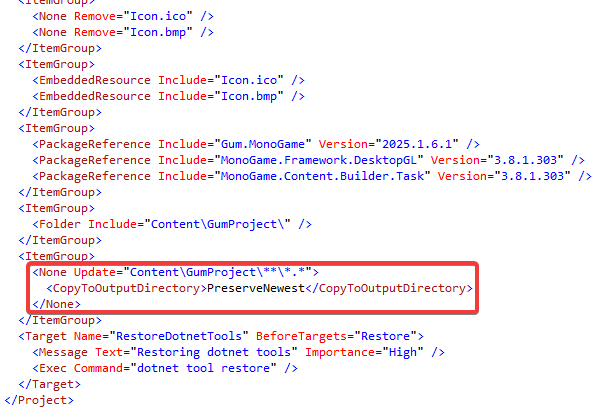 <ItemGroup>
<None Remove="Icon.ico" />
<None Remove="Icon.bmp" />
</ItemGroup>
<ItemGroup>
<EmbeddedResource Include="Icon.ico" />
<EmbeddedResource Include="Icon.bmp" />
</ItemGroup>
<ItemGroup>
<PackageReference Include="Gum.MonoGame" Version="2025.1.6.1" />
<PackageReference Include="MonoGame.Framework.DesktopGL" Version="3.8.1.303" />
<PackageReference Include="MonoGame.Content.Builder.Task" Version="3.8.1.303" />
</ItemGroup>
<ItemGroup>
<Folder Include="Content\GumProject\" />
</ItemGroup>
<ItemGroup>
<None Update="Content\GumProject\**\*.*">
<CopyToOutputDirectory>PreserveNewest</CopyToOutputDirectory>
</None>
</ItemGroup>
<Target Name="RestoreDotnetTools" BeforeTargets="Restore">
<Message Text="Restoring dotnet tools" Importance="High" />
<Exec Command="dotnet tool restore" />
</Target>
</Project>